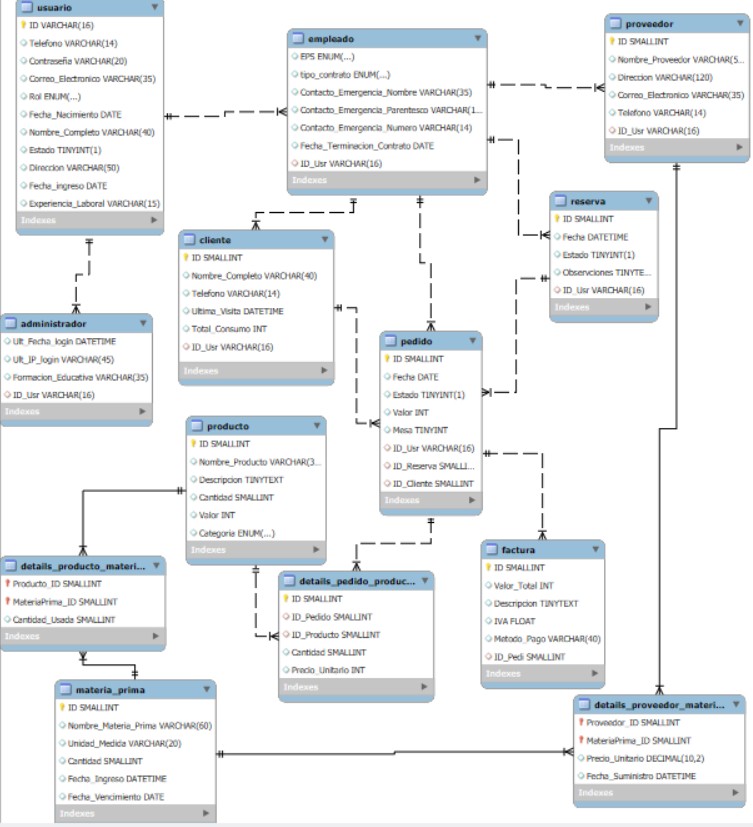 usuario
ID VARCHAR(16)
Telefono VARCHAR(14)
Contraseña VARCHAR(20)
Correo_Electronico VARCHAR(35)
Rol ENUM(...)
Fecha_Nacimiento DATE
Nombre_Completo VARCHAR(40)
Estado TINYINT(1)
Direccion VARCHAR(50)
Fecha_ingreso DATE
Experiencia_Laboral VARCHAR(15)
Indexes
empleado
EPS ENUM(...)
tipo_contrato ENUM(...)
Contacto_Emergencia_Nombre VARCHAR(35)
Contacto_Emergencia_Parentesco VARCHAR(1...
Contacto_Emergencia_Numero VARCHAR(14)
Fecha_Terminacion_Contrato DATE
ID_Usr VARCHAR(16)
Indexes
proveedor
ID SMALLINT
Nombre_Proveedor VARCHAR(5...
Direccion VARCHAR(120)
Correo_Electronico VARCHAR(35)
Telefono VARCHAR(14)
ID_Usr VARCHAR(16)
Indexes
reserva
ID SMALLINT
Fecha DATETIME
Estado TINYINT(1)
Observciones TINYTE...
ID_Usr VARCHAR(16)
Indexes
cliente
ID SMALLINT
Nombre_Completo VARCHAR(40)
Telefono VARCHAR(14)
Ultima_Visita DATETIME
Total_Consumo INT
ID_Usr VARCHAR(16)
Indexes
administrador
Ult_Fecha_login DATETIME
Ult_IP_login VARCHAR(45)
Formacion_Educativa VARCHAR(35)
ID_Usr VARCHAR(16)
Indexes
pedido
ID SMALLINT
Fecha DATE
Estado TINYINT(1)
Valor INT
Mesa TINYINT
ID_Usr VARCHAR(16)
ID_Reserva SMALLI...
ID_Cliente SMALLINT
Indexes
producto
ID SMALLINT
Nombre_Producto VARCHAR(3...
Descripcion TINYTEXT
Cantidad SMALLINT
Valor INT
Categoria ENUM(...)
Indexes
details_producto_materi...
Producto_ID SMALLINT
MateriaPrima_ID SMALLINT
Cantidad_Usada SMALLINT
Indexes
details_pedido_produc...
ID SMALLINT
ID_Pedido SMALLINT
ID_Producto SMALLINT
Cantidad SMALLINT
Precio_Unitario INT
Indexes
factura
ID SMALLINT
Valor_Total INT
Descripcion TINYTEXT
IVA FLOAT
Metodo_Pago VARCHAR(40)
ID_Pedi SMALLINT
Indexes
materia_prima
ID SMALLINT
Nombre_Materia_Prima VARCHAR(60)
Unidad_Medida VARCHAR(20)
Cantidad SMALLINT
Fecha_Ingreso DATETIME
Fecha_Vencimiento DATE
Indexes
details_proveedor_materi...
Proveedor_ID SMALLINT
MateriaPrima_ID SMALLINT
Precio_Unitario DECIMAL(10,2)
Fecha_Suministro DATETIME
Indexes